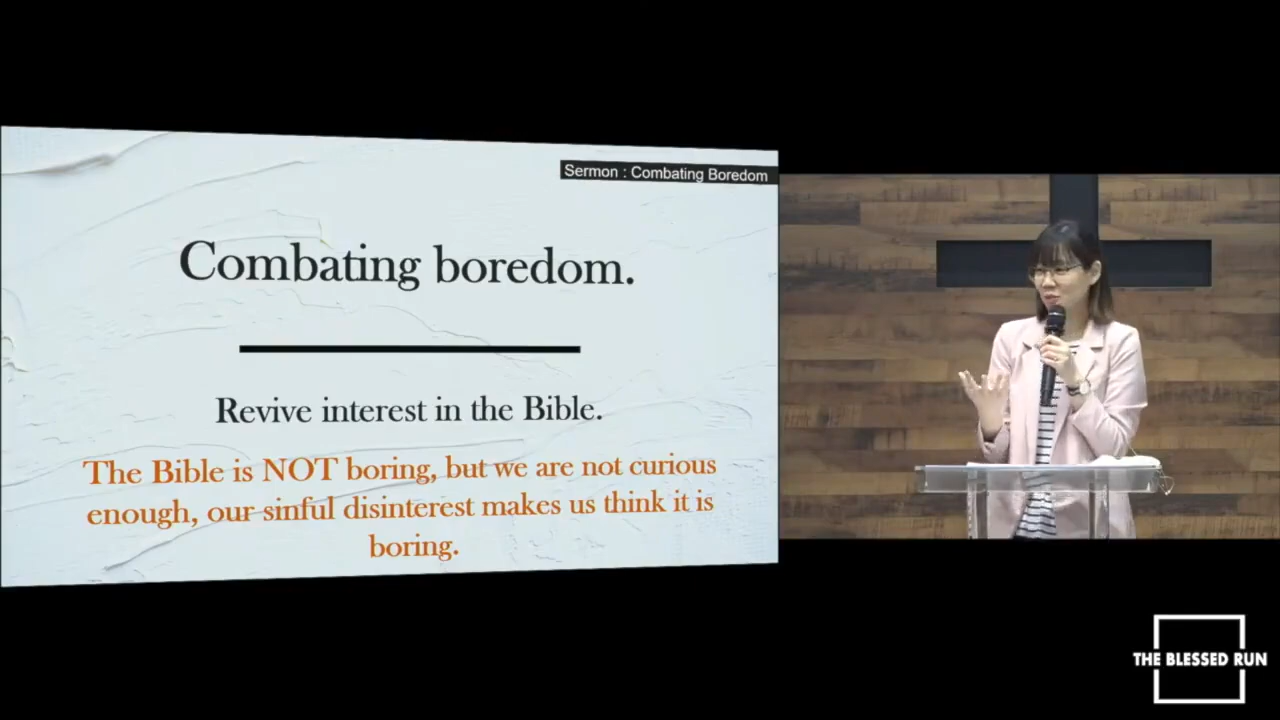 Sermon : Combating Boredom
Combating boredom.
Revive interest in the Bible.
The Bible is NOT boring, but we are not curious
enough, our sinful disinterest makes us think it is
boring.
THE BLESSED RUN